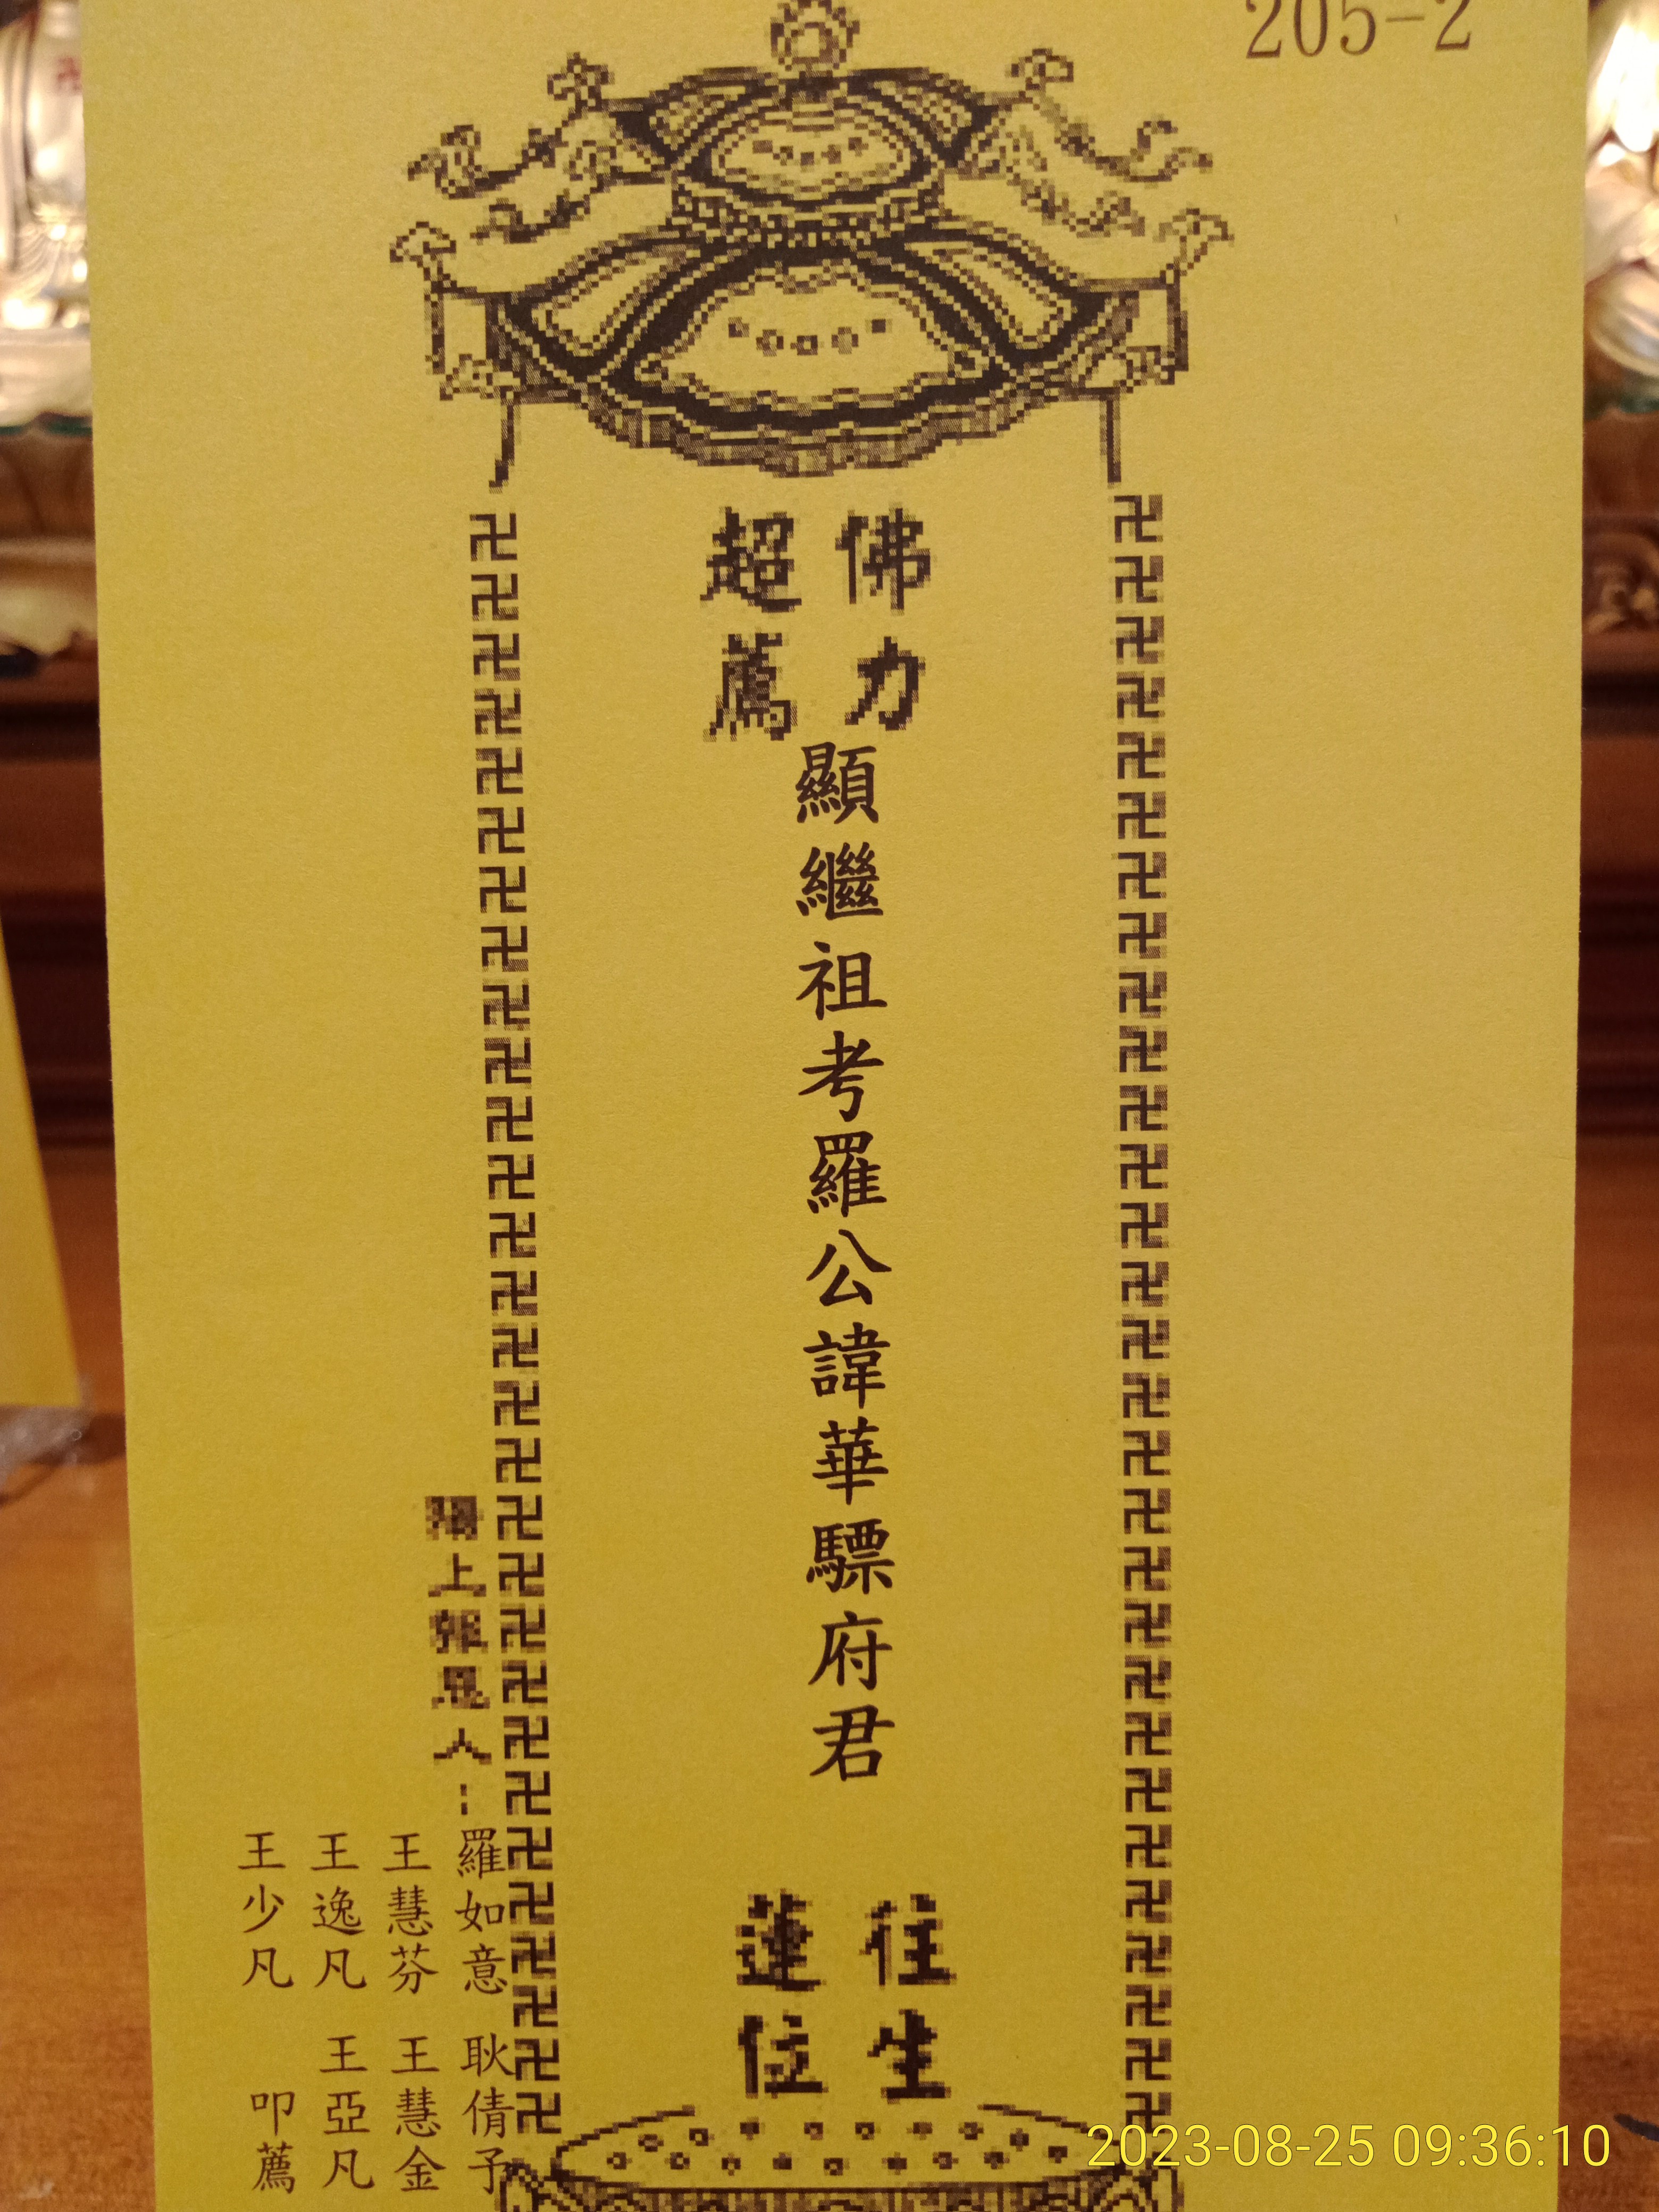 205-2
佛力
超薦
顯繼祖考羅公諱華驃府君
往生
蓮位
陽上報恩人：
羅如意 耿倩予
王慧芬 王慧金
王逸凡 王亞凡
王少凡 叩薦
2023-08-25 09:36:10